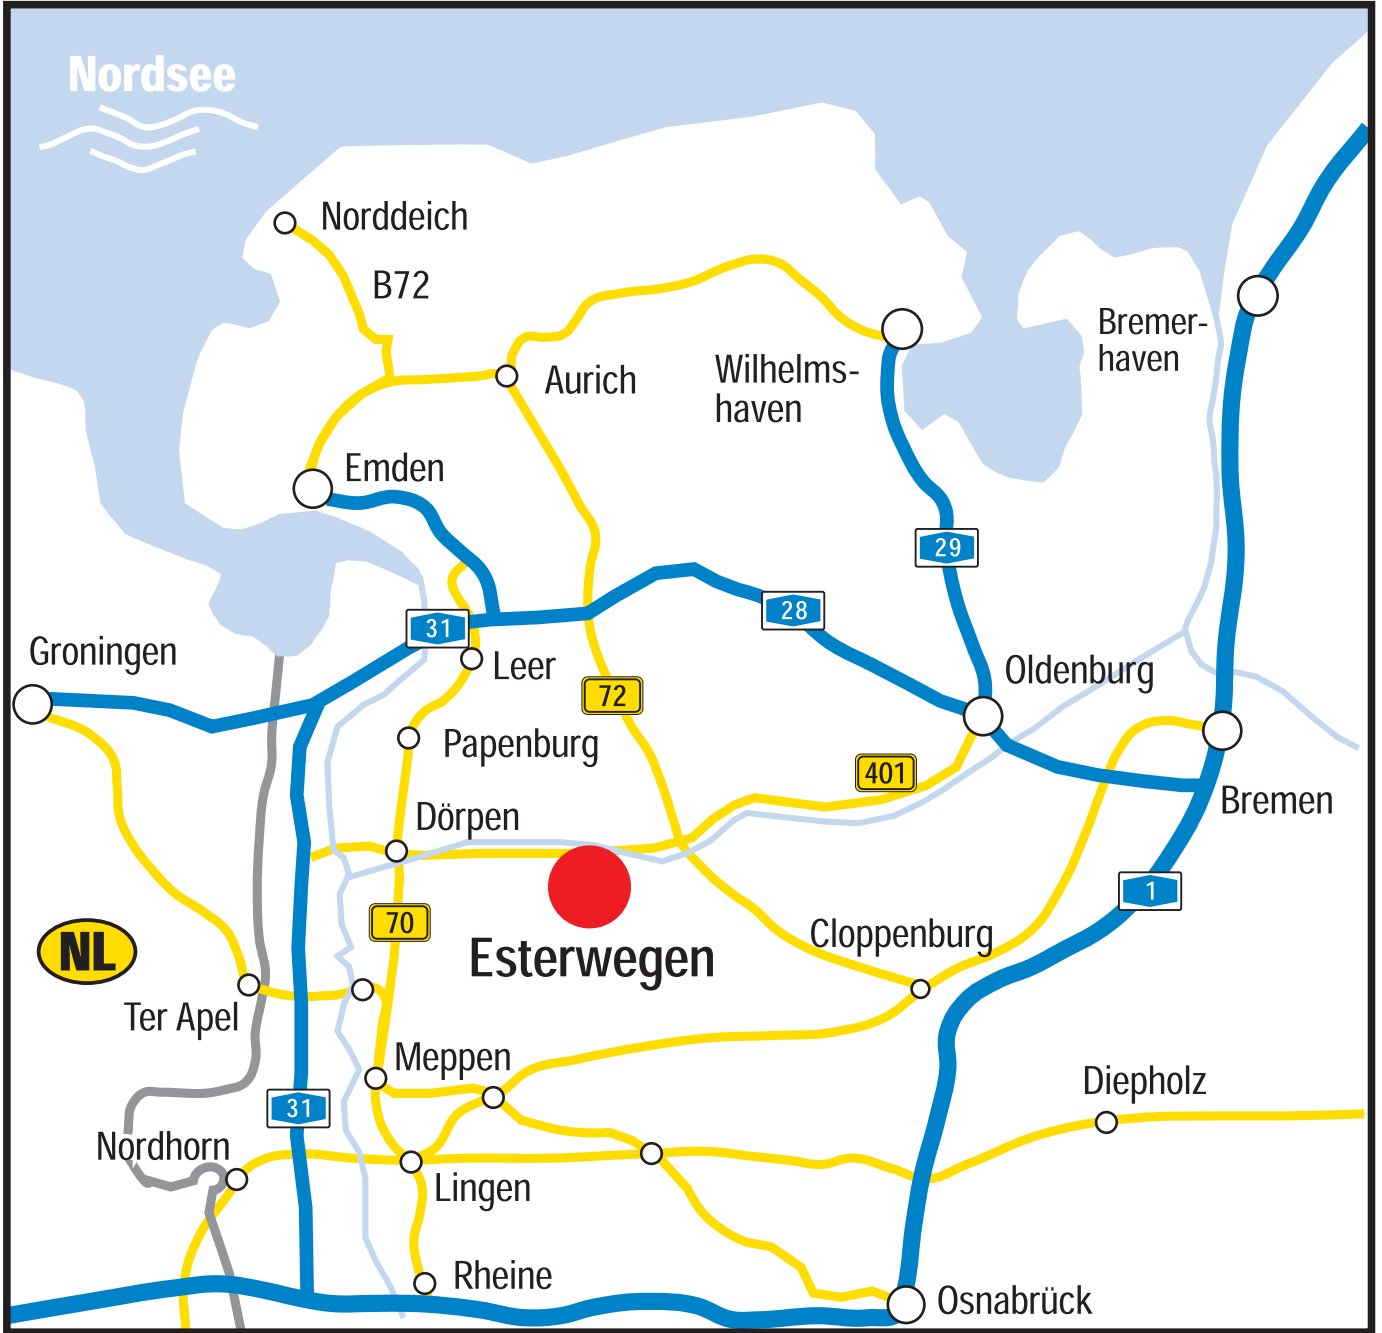 Nordsee
Norddeich
B72
Bremer-
haven
Wilhelms-
haven
Aurich
Emden
29
28
31
Groningen
Leer
Oldenburg
72
Papenburg
401
Bremen
Dörpen
1
70
Cloppenburg
NL
Esterwegen
Ter Apel
Meppen
Diepholz
31
Nordhorn
Lingen
Rheine
Osnabrück